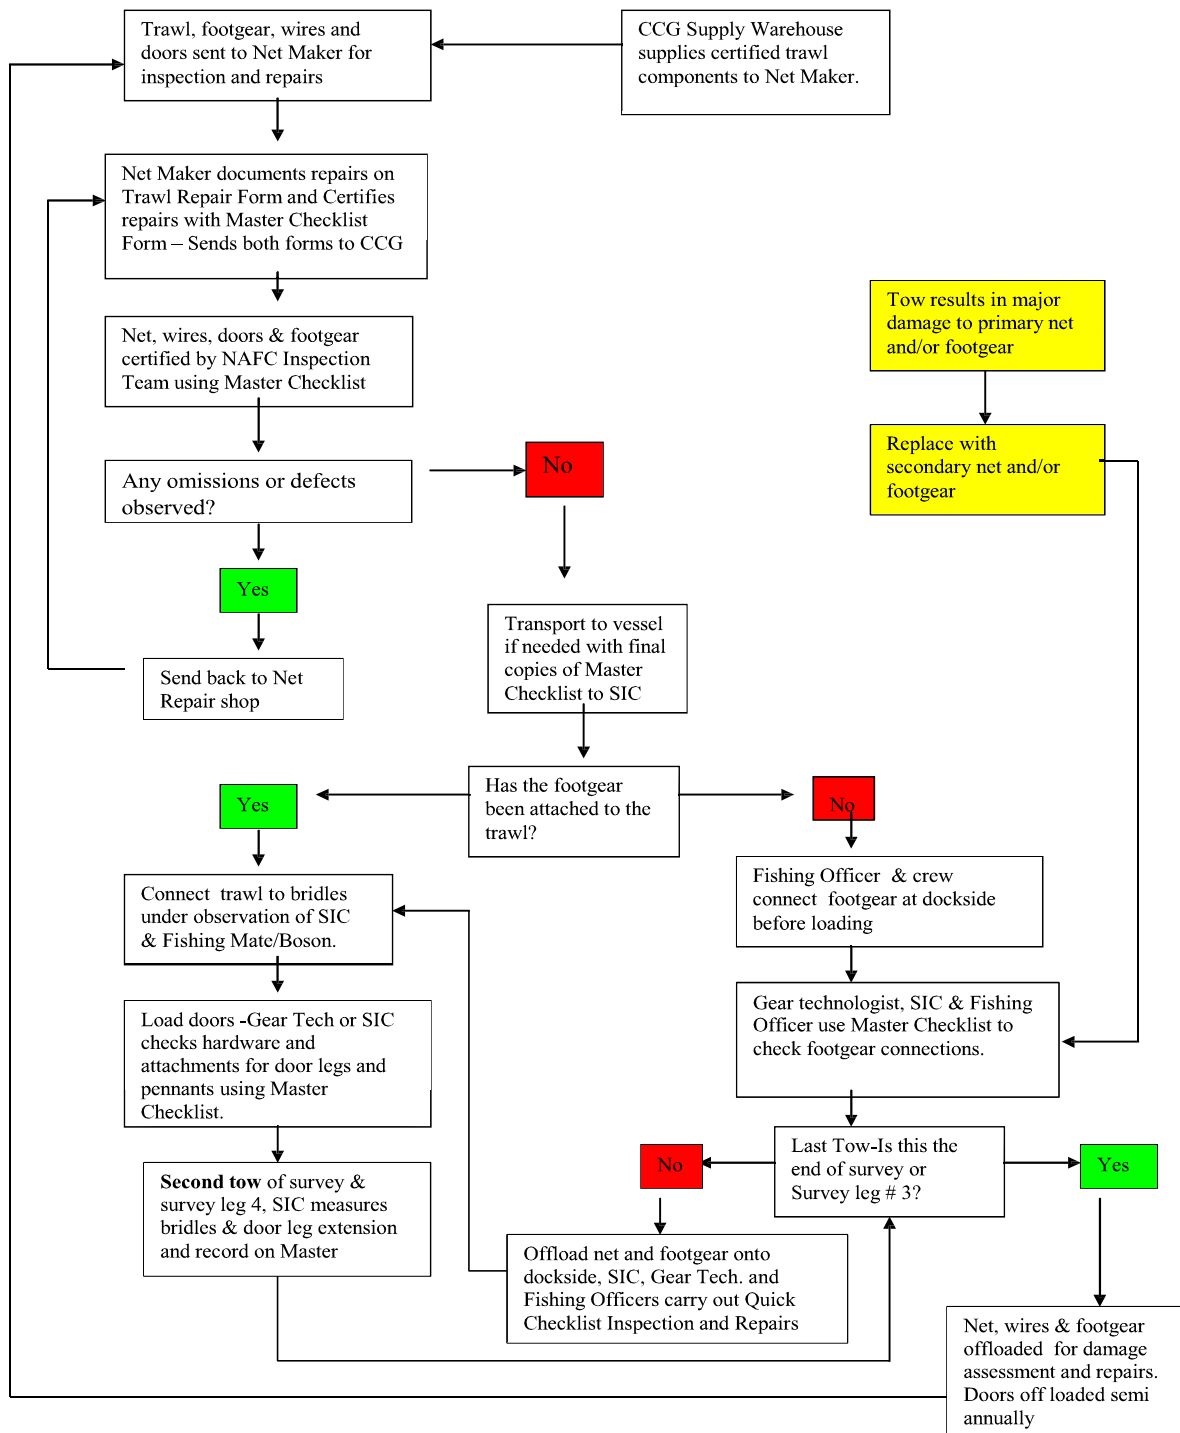 Trawl, footgear, wires and
doors sent to Net Maker for
inspection and repairs
CCG Supply Warehouse
supplies certified trawl
components to Net Maker.
Net Maker documents repairs on
Trawl Repair Form and Certifies
repairs with Master Checklist
Form – Sends both forms to CCG
Net, wires, doors & footgear
certified by NAFC Inspection
Team using Master Checklist
Tow results in major
damage to primary net
and/or footgear
Replace with
secondary net and/or
footgear
Any omissions or defects
observed?
No
Yes
Send back to Net
Repair shop
Transport to vessel
if needed with final
copies of Master
Checklist to SIC
Has the footgear
been attached to the
trawl?
Yes
No
Connect trawl to bridles
under observation of SIC
& Fishing Mate/Boson.
Fishing Officer & crew
connect footgear at dockside
before loading
Load doors -Gear Tech or SIC
checks hardware and
attachments for door legs and
pennants using Master
Checklist.
Gear technologist, SIC & Fishing
Officer use Master Checklist to
check footgear connections.
Second tow of survey &
survey leg 4, SIC measures
bridles & door leg extension
and record on Master
Last Tow-Is this the
end of survey or
Survey leg # 3?
No
Yes
Offload net and footgear onto
dockside, SIC, Gear Tech. and
Fishing Officers carry out Quick
Checklist Inspection and Repairs
Net, wires & footgear
offloaded for damage
assessment and repairs.
Doors off loaded semi
annually